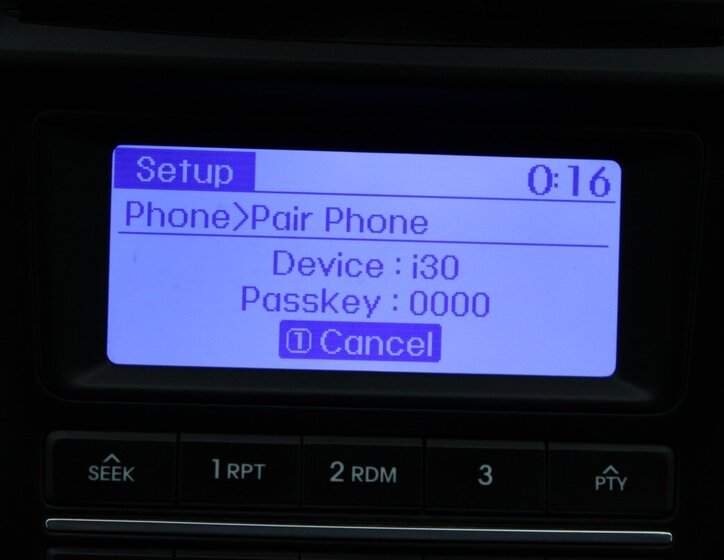 Setup 0:16
Phone>Pair Phone
Device : i30
Passkey : 0000
1 Cancel
SEEK 1 RPT 2 RDM 3 PTY